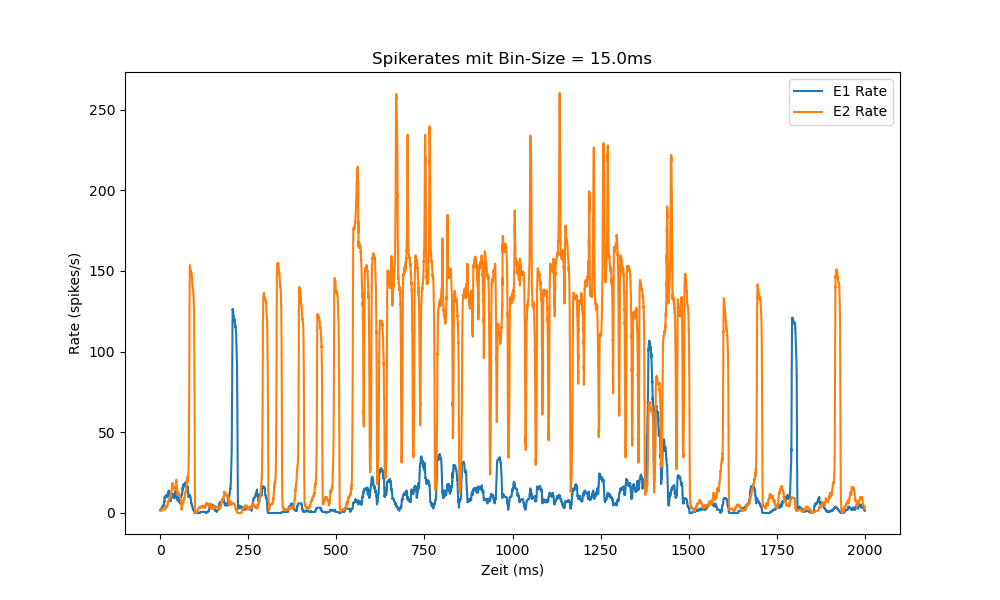 Spikerates mit Bin-Size = 15.0ms
E1 Rate
E2 Rate
250
200
150
100
50
0
Rate (spikes/s)
0 250 500 750 1000 1250 1500 1750 2000
Zeit (ms)